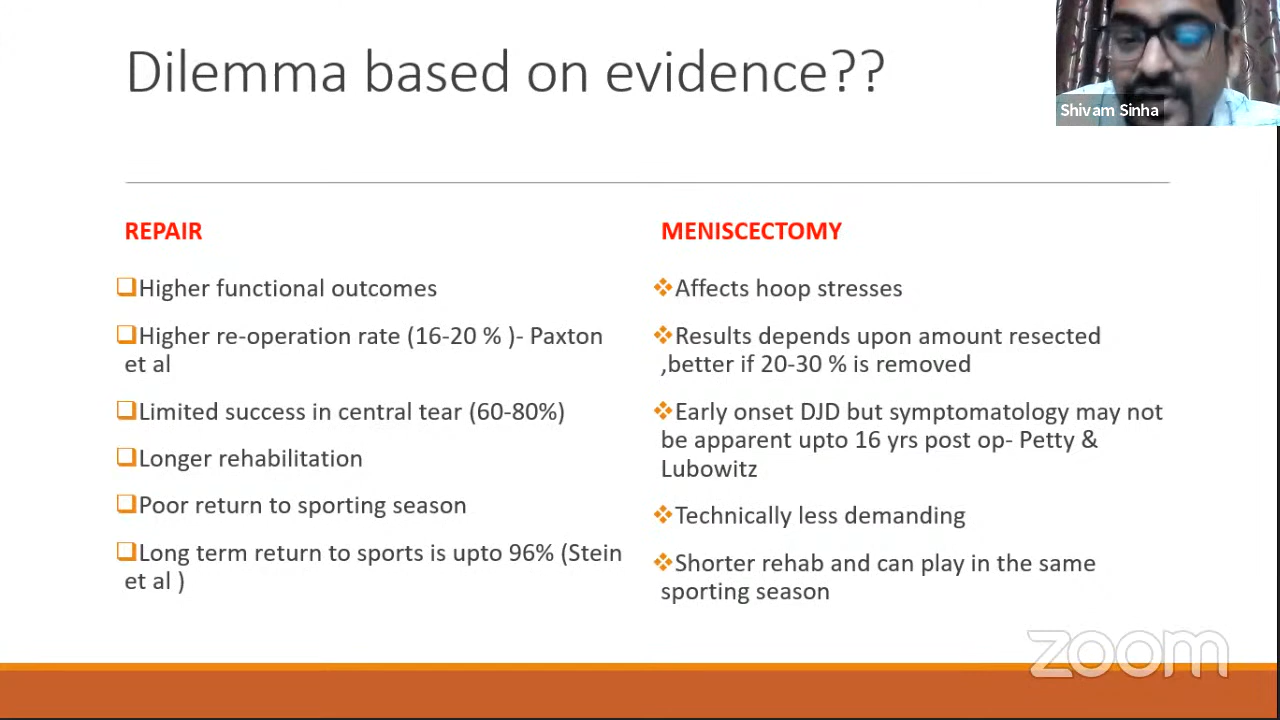 Dilemma based on evidence??
Shivam Sinha
REPAIR
Higher functional outcomes
Higher re-operation rate (16-20 % )- Paxton
et al
Limited success in central tear (60-80%)
Longer rehabilitation
Poor return to sporting season
Long term return to sports is upto 96% (Stein
et al )
MENISCECTOMY
Affects hoop stresses
Results depends upon amount resected
,better if 20-30 % is removed
Early onset DJD but symptomatology may not
be apparent upto 16 yrs post op- Petty &
Lubowitz
Technically less demanding
Shorter rehab and can play in the same
sporting season
zoom